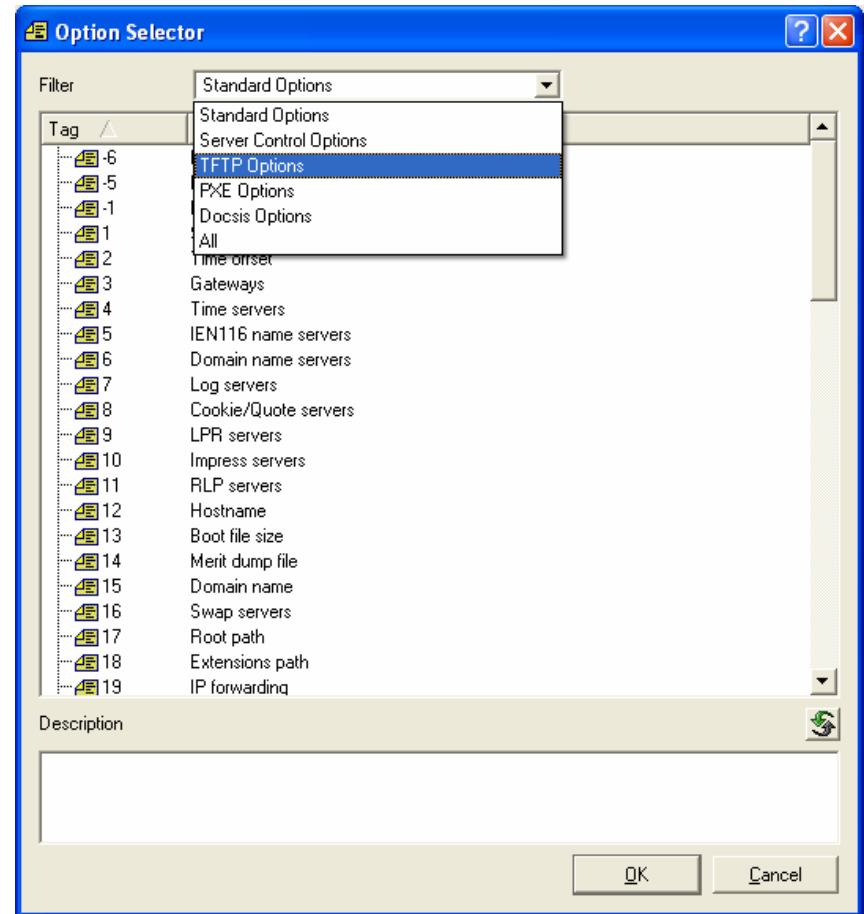 Option Selector
Filter Standard Options
Standard Options
Server Control Options
TFTP Options
PXE Options
Docsis Options
All
Tag
-6
-5
-1
1
2 Time offset
3 Gateways
4 Time servers
5 IEN116 name servers
6 Domain name servers
7 Log servers
8 Cookie/Quote servers
9 LPR servers
10 Impress servers
11 RLP servers
12 Hostname
13 Boot file size
14 Merit dump file
15 Domain name
16 Swap servers
17 Root path
18 Extensions path
19 IP forwarding
Description
OK Cancel